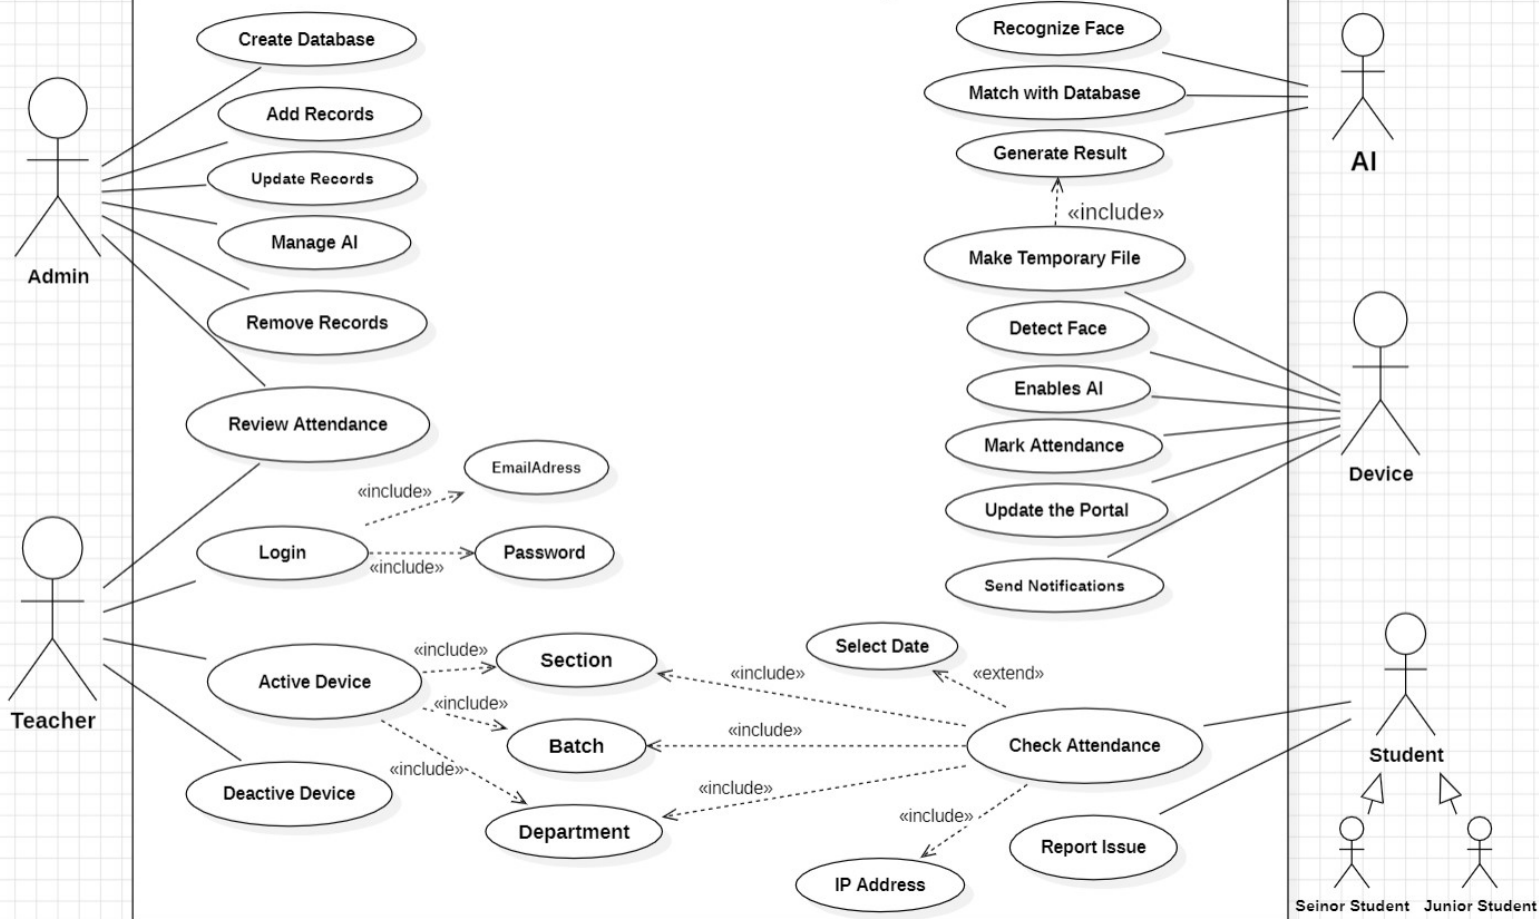 Create Database
Add Records
Update Records
Manage AI
Remove Records
Review Attendance
Admin
Recognize Face
Match with Database
Generate Result
«include»
Make Temporary File
AI
Detect Face
Enables AI
Mark Attendance
Update the Portal
Send Notifications
Device
EmailAdress
«include»
Login
Password
«include»
Teacher
Active Device
«include»
Section
«include»
Batch
«include»
Department
Deactive Device
Select Date
«extend»
«include»
«include»
«include»
Check Attendance
«include»
IP Address
Report Issue
Student
Seinor Student
Junior Student